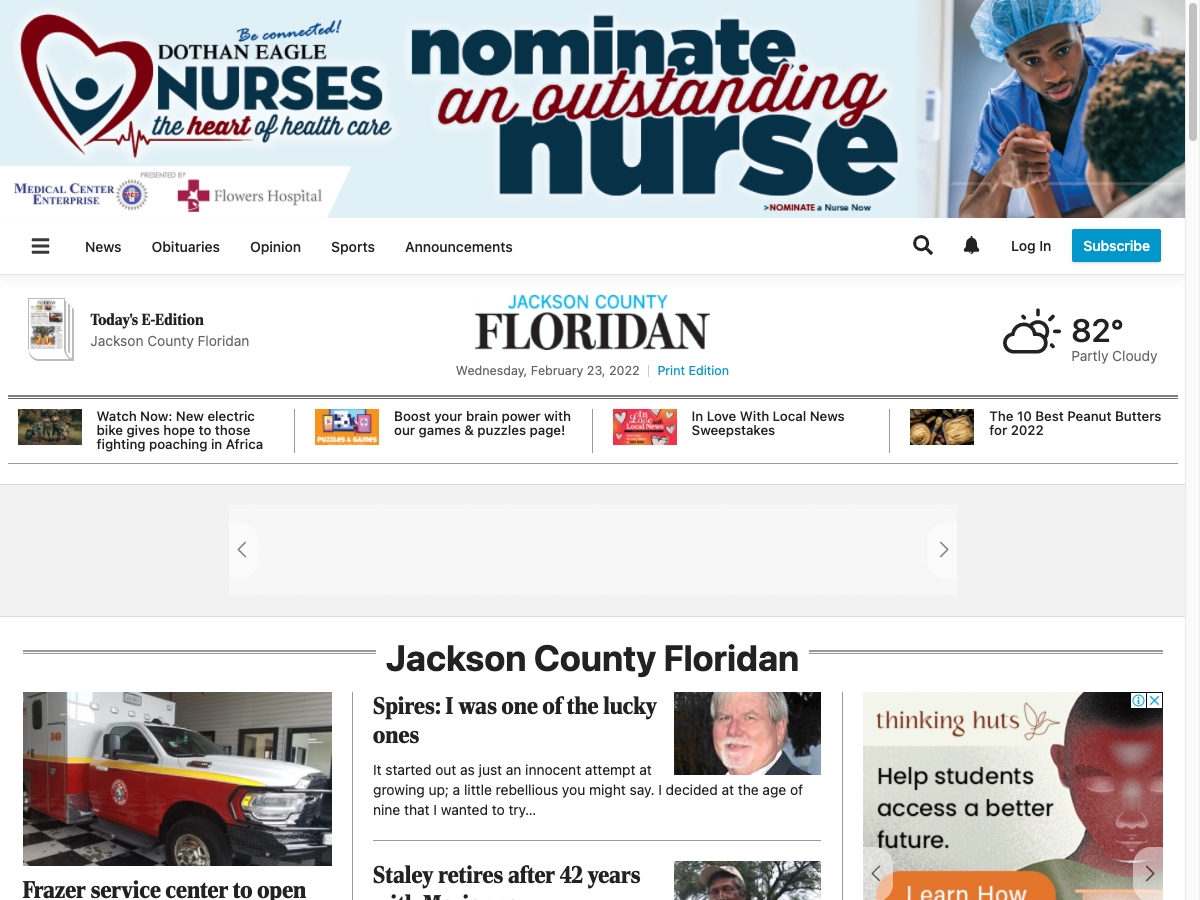 Be connected!
DOTHAN EAGLE
NURSES
the heart of health care
nominate
an outstanding
nurse
PRESENTED BY
MEDICAL CENTER
ENTERPRISE
MCE
Flowers Hospital
>NOMINATE a Nurse Now
News
Obituaries
Opinion
Sports
Announcements
Log In
Subscribe
Today's E-Edition
Jackson County Floridan
JACKSON COUNTY
FLORIDAN
Wednesday, February 23, 2022
Print Edition
82°
Partly Cloudy
Watch Now: New electric
bike gives hope to those
fighting poaching in Africa
PUZZLES & GAMES
Boost your brain power with
our games & puzzles page!
In Love With Local News
Sweepstakes
The 10 Best Peanut Butters
for 2022
Jackson County Floridan
Frazer service center to open
Spires: I was one of the lucky
ones
It started out as just an innocent attempt at
growing up; a little rebellious you might say. I decided at the age of
nine that I wanted to try…
Staley retires after 42 years
thinking huts
Help students
access a better
future.
Learn How